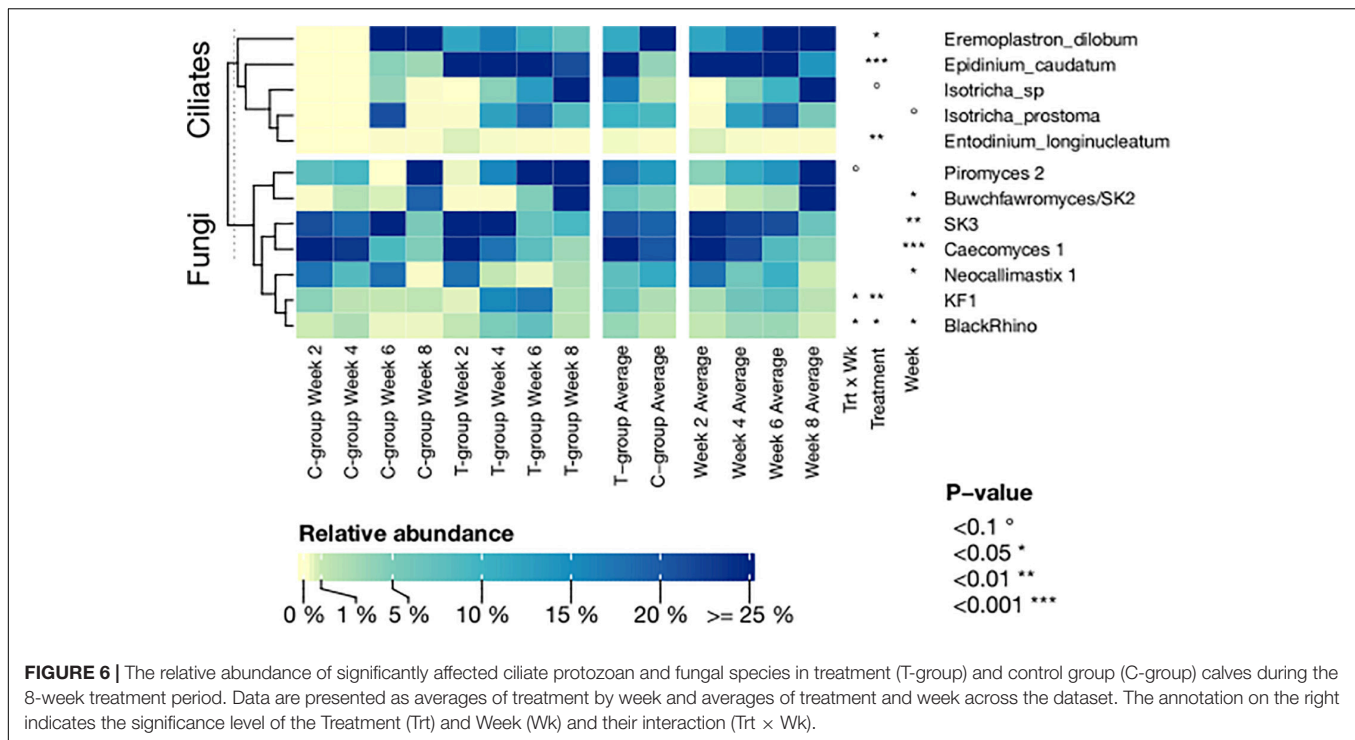 Ciliates
Fungi
Eremoplastron_dilobum
*
Epidinium_caudatum
***
Isotricha_sp
°
Isotricha_prostoma
°
Entodinium_longinucleatum
**
Piromyces 2
°
Buwchfawromyces/SK2
*
SK3
**
Caecomyces 1
***
Neocallimastix 1
*
KF1
* **
BlackRhino
* * *
C-group Week 2
C-group Week 4
C-group Week 6
C-group Week 8
T-group Week 2
T-group Week 4
T-group Week 6
T-group Week 8
T-group Average
C-group Average
Week 2 Average
Week 4 Average
Week 6 Average
Week 8 Average
Trt x Wk
Treatment
Week
Relative abundance
0 % 1 % 5 % 10 % 15 % 20 % >= 25 %
P-value
<0.1 °
<0.05 *
<0.01 **
<0.001 ***
FIGURE 6 | The relative abundance of significantly affected ciliate protozoan and fungal species in treatment (T-group) and control group (C-group) calves during the
8-week treatment period. Data are presented as averages of treatment by week and averages of treatment and week across the dataset. The annotation on the right
indicates the significance level of the Treatment (Trt) and Week (Wk) and their interaction (Trt × Wk).